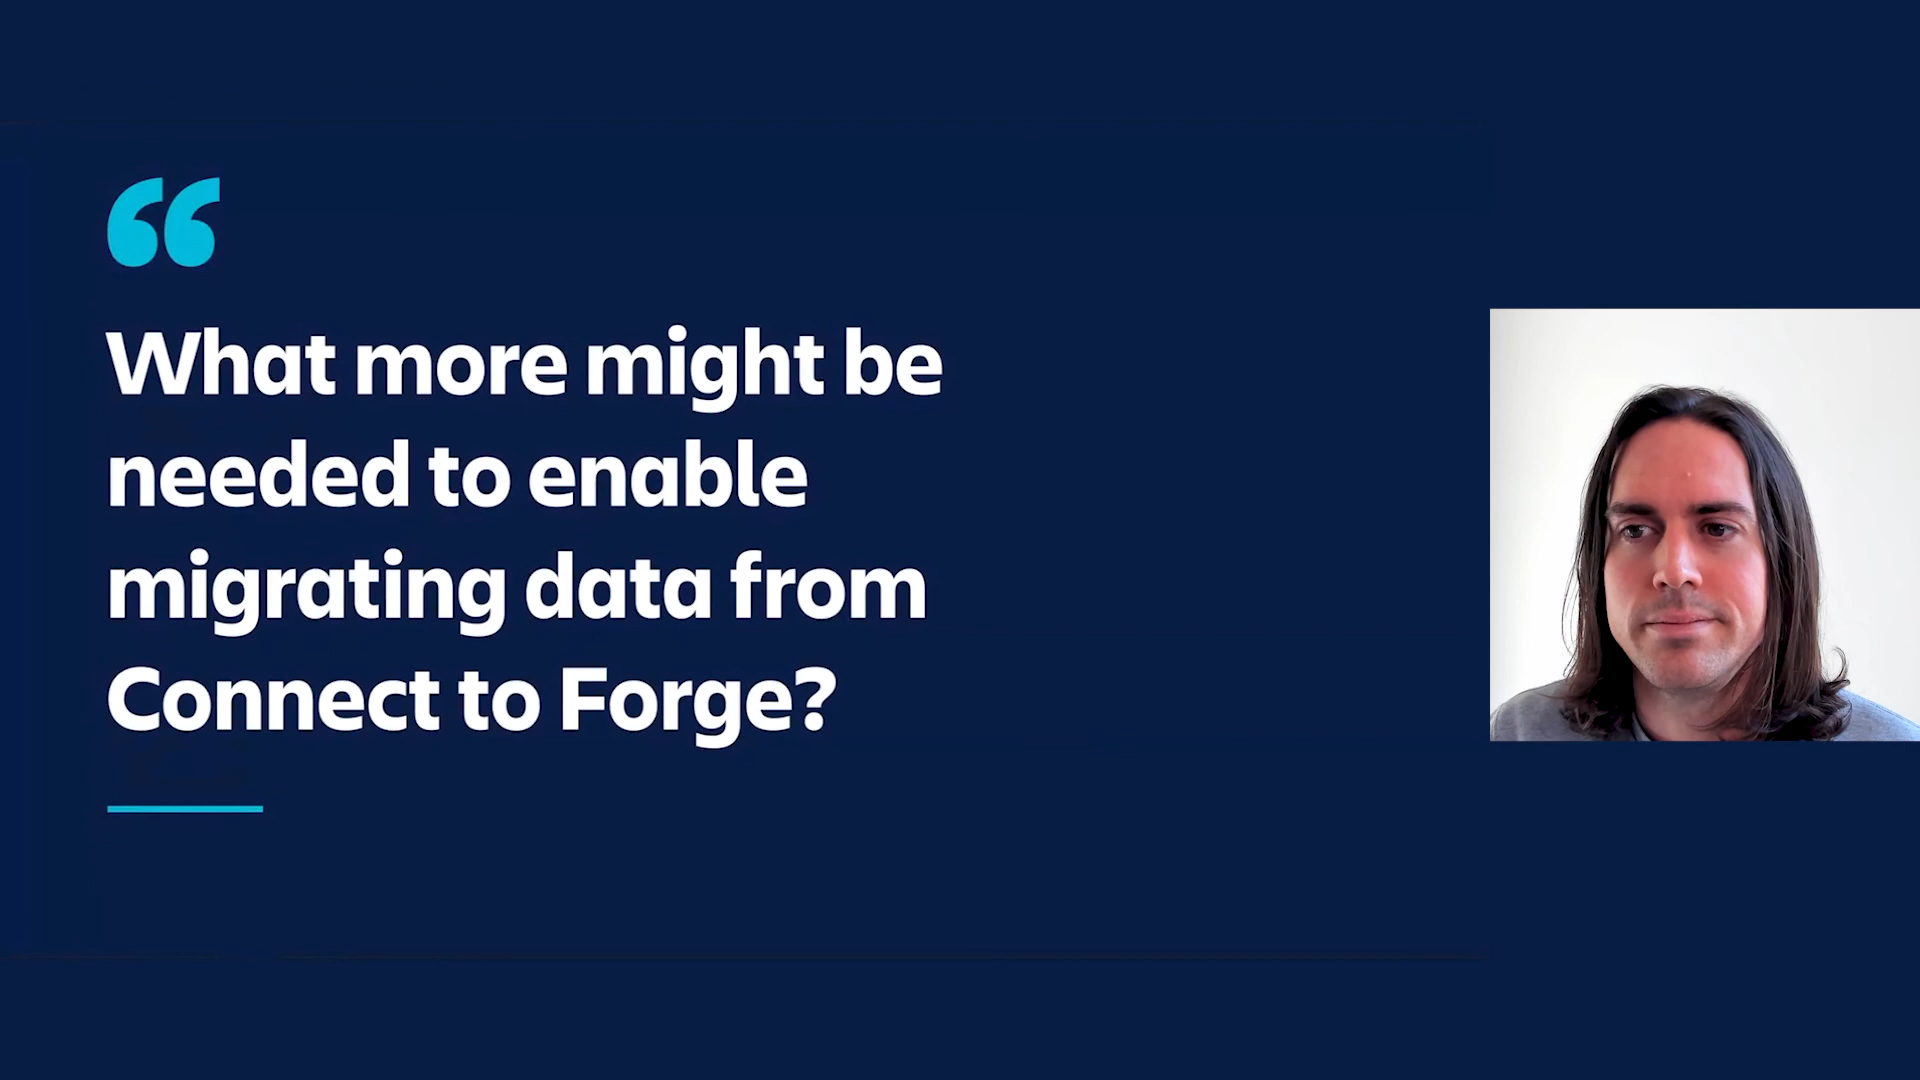 “
What more might be
needed to enable
migrating data from
Connect to Forge?